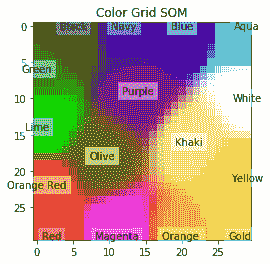 Color Grid SOM
0
Navy
Blue
Aqua
5
Green
Purple
10
White
Lime
15
Khaki
Olive
20
Orange Red
Yellow
25
Red
Magenta
Orange
Gold
0
5
10
15
20
25